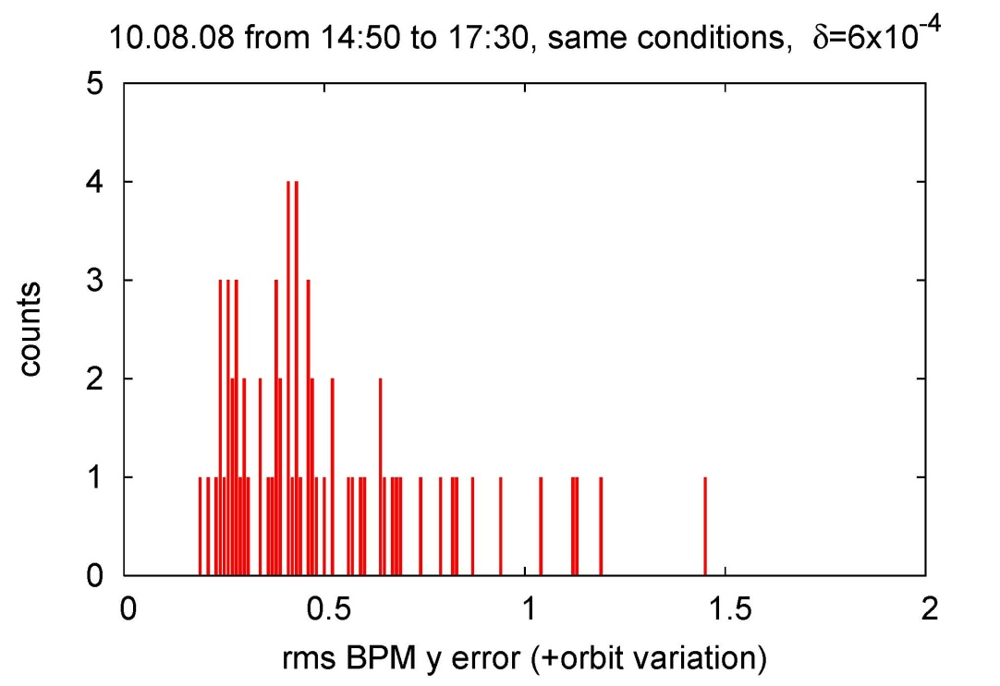 10.08.08 from 14:50 to 17:30, same conditions,  δ=6x10⁻⁴
5
4
3
2
1
0
counts
0 0.5 1 1.5 2
rms BPM y error (+orbit variation)